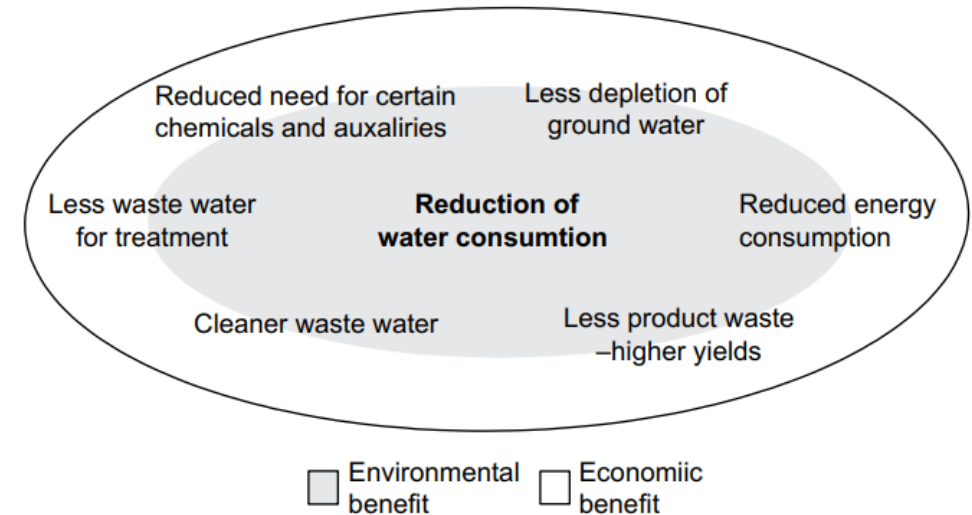 Reduced need for certain
chemicals and auxaliries
Less depletion of
ground water
Less waste water
for treatment
Reduction of
water consumtion
Reduced energy
consumption
Cleaner waste water
Less product waste
–higher yields
Environmental
benefit
Economiic
benefit